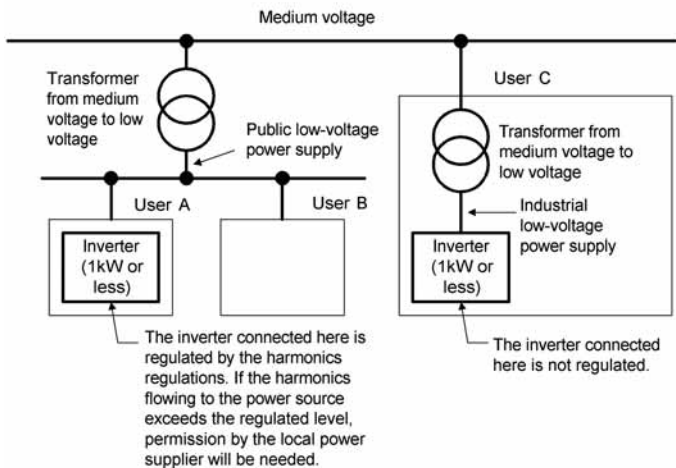 Medium voltage
Transformer
from medium
voltage to low
voltage
Public low-voltage
power supply
User A
User B
Inverter
(1kW or
less)
The inverter connected here is
regulated by the harmonics
regulations. If the harmonics
flowing to the power source
exceeds the regulated level,
permission by the local power
supplier will be needed.
User C
Transformer from
medium voltage to
low voltage
Industrial
low-voltage
power supply
Inverter
(1kW or
less)
The inverter connected
here is not regulated.